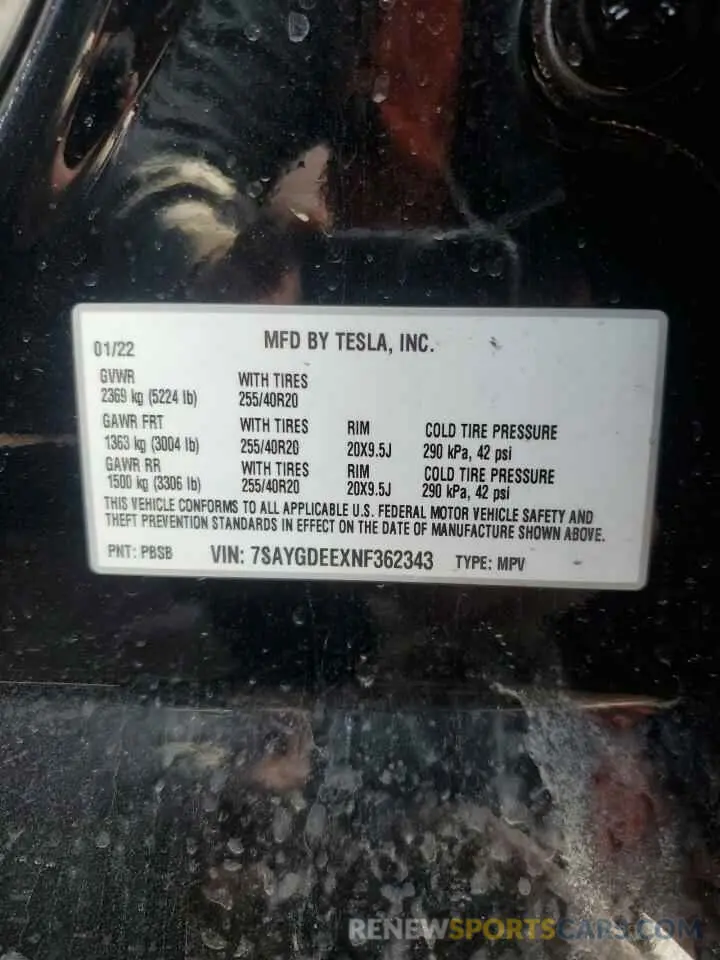 01/22 MFD BY TESLA, INC.
GVWR WITH TIRES
2369 kg (5224 lb) 255/40R20
GAWR FRT WITH TIRES RIM COLD TIRE PRESSURE
1363 kg (3004 lb) 255/40R20 20X9.5J 290 kPa, 42 psi
GAWR RR WITH TIRES RIM COLD TIRE PRESSURE
1500 kg (3306 lb) 255/40R20 20X9.5J 290 kPa, 42 psi
THIS VEHICLE CONFORMS TO ALL APPLICABLE U.S. FEDERAL MOTOR VEHICLE SAFETY AND
THEFT PREVENTION STANDARDS IN EFFECT ON THE DATE OF MANUFACTURE SHOWN ABOVE.
PNT: PBSB VIN: 7SAYGDEEXNF362343 TYPE: MPV
RENEWSPORTSCARS.COM